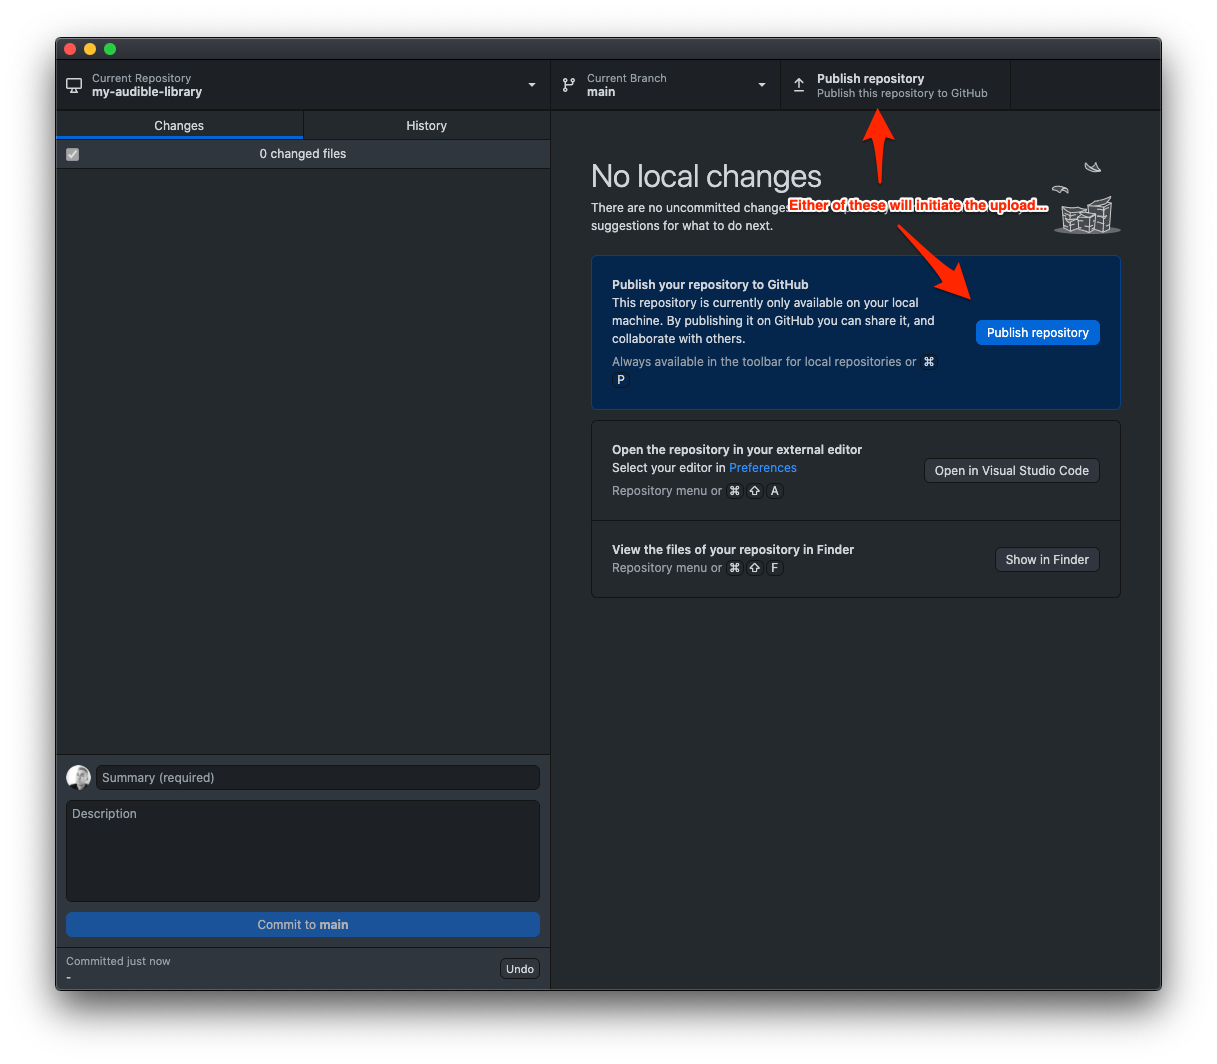 Current Repository
my-audible-library
Current Branch
main
Publish repository
Publish this repository to GitHub
Changes
History
0 changed files
No local changes
There are no uncommitted changes
Either of these will initiate the upload...
suggestions for what to do next.
Publish your repository to GitHub
This repository is currently only available on your local
machine. By publishing it on GitHub you can share it, and
collaborate with others.
Always available in the toolbar for local repositories or ⌘
P
Publish repository
Open the repository in your external editor
Select your editor in Preferences
Repository menu or ⌘ ⇧ A
Open in Visual Studio Code
View the files of your repository in Finder
Repository menu or ⌘ ⇧ F
Show in Finder
Summary (required)
Description
Commit to main
Committed just now
-
Undo